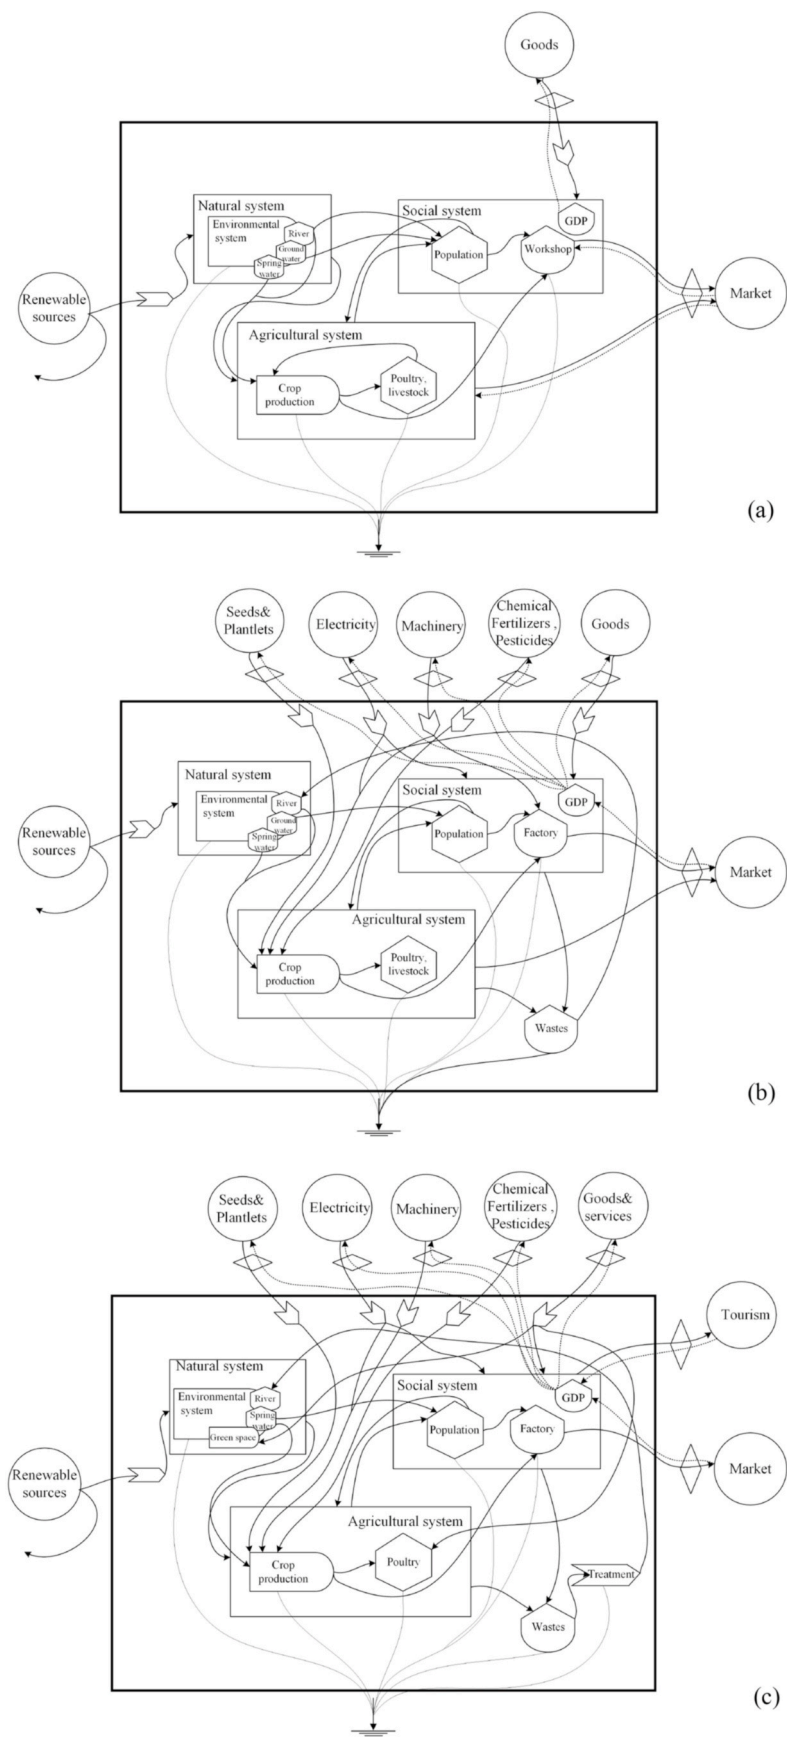 Goods
Natural system
Environmental
system
River
Ground
water
Spring
water
Social system
GDP
Population
Workshop
Renewable
sources
Market
Agricultural system
Crop
production
Poultry,
livestock
(a)
Seeds&
Plantlets
Electricity
Machinery
Chemical
Fertilizers ,
Pesticides
Goods
Natural system
Environmental
system
River
Ground
water
Spring
water
Social system
GDP
Population
Factory
Renewable
sources
Market
Agricultural system
Crop
production
Poultry,
livestock
Wastes
(b)
Seeds&
Plantlets
Electricity
Machinery
Chemical
Fertilizers ,
Pesticides
Goods&
services
Tourism
Natural system
Environmental
system
River
Spring
water
Green space
Social system
GDP
Population
Factory
Renewable
sources
Market
Agricultural system
Crop
production
Poultry
Treatment
Wastes
(c)